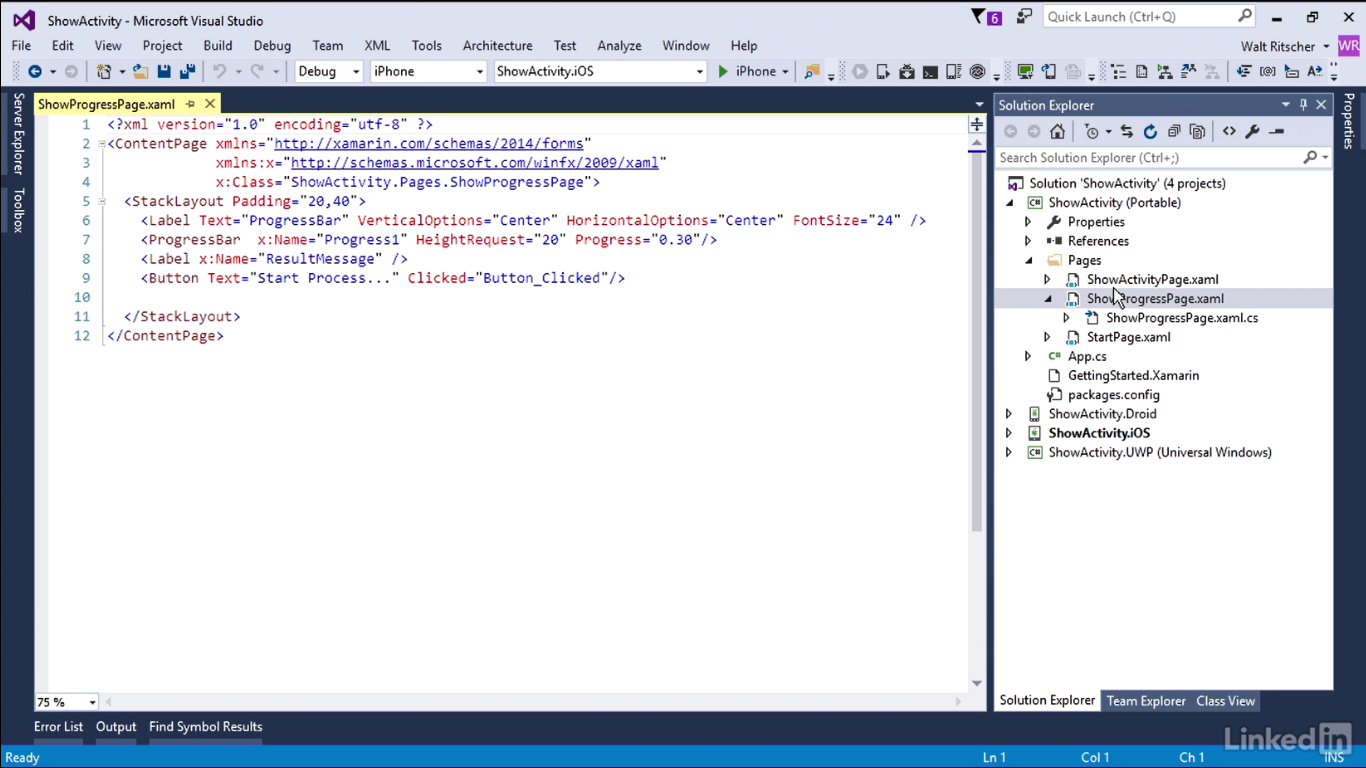 ShowActivity - Microsoft Visual Studio
6
Quick Launch (Ctrl+Q)
File Edit View Project Build Debug Team XML Tools Architecture Test Analyze Window Help
Walt Ritscher WR
Debug iPhone ShowActivity.iOS iPhone
Server Explorer
Toolbox
ShowProgressPage.xaml
1 <?xml version="1.0" encoding="utf-8" ?>
2 <ContentPage xmlns="http://xamarin.com/schemas/2014/forms"
3 xmlns:x="http://schemas.microsoft.com/winfx/2009/xaml"
4 x:Class="ShowActivity.Pages.ShowProgressPage">
5 <StackLayout Padding="20,40">
6 <Label Text="ProgressBar" VerticalOptions="Center" HorizontalOptions="Center" FontSize="24" />
7 <ProgressBar  x:Name="Progress1" HeightRequest="20" Progress="0.30"/>
8 <Label x:Name="ResultMessage" />
9 <Button Text="Start Process..." Clicked="Button_Clicked"/>
10
11 </StackLayout>
12 </ContentPage>
75 %
Solution Explorer
Search Solution Explorer (Ctrl+;)
Solution 'ShowActivity' (4 projects)
C# ShowActivity (Portable)
Properties
References
Pages
ShowActivityPage.xaml
ShowProgressPage.xaml
ShowProgressPage.xaml.cs
StartPage.xaml
C# App.cs
GettingStarted.Xamarin
packages.config
ShowActivity.Droid
ShowActivity.iOS
C# ShowActivity.UWP (Universal Windows)
Solution Explorer Team Explorer Class View
Properties
Error List Output Find Symbol Results
Linked in
Ready Ln 1 Col 1 Ch 1 INS